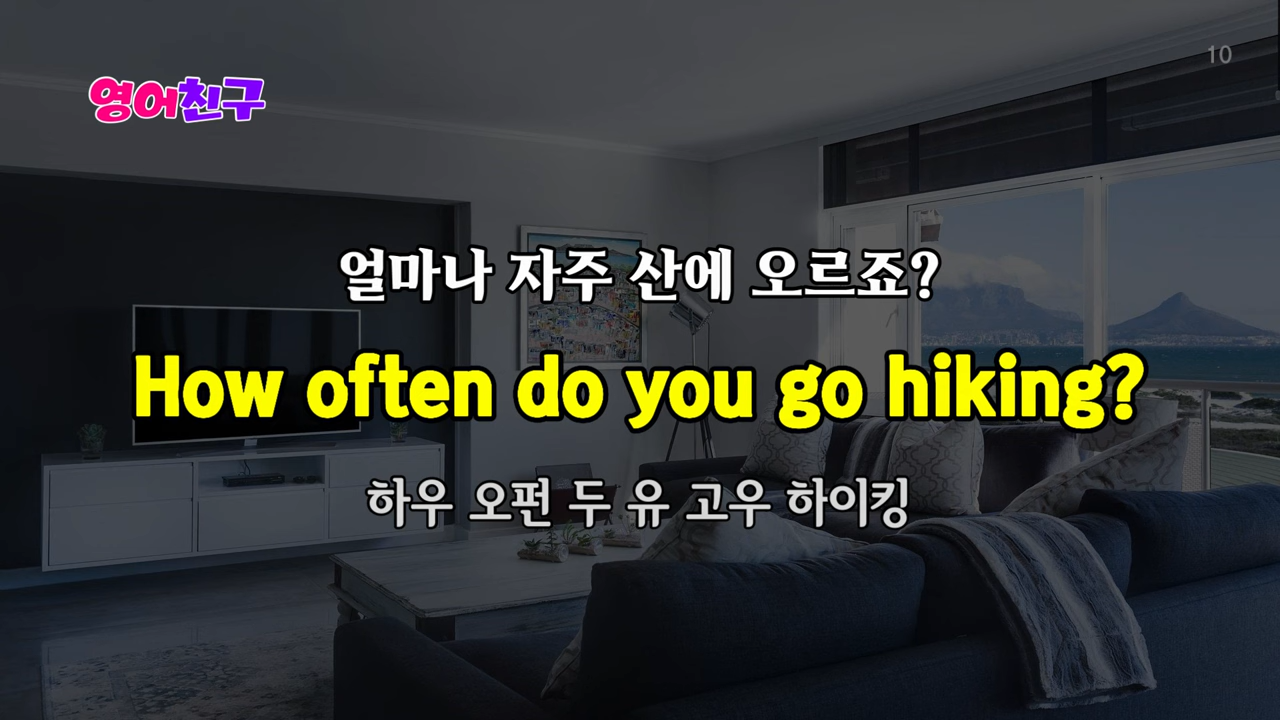 영어친구
10
얼마나 자주 산에 오르죠?
How often do you go hiking?
하우 오펀 두 유 고우 하이킹